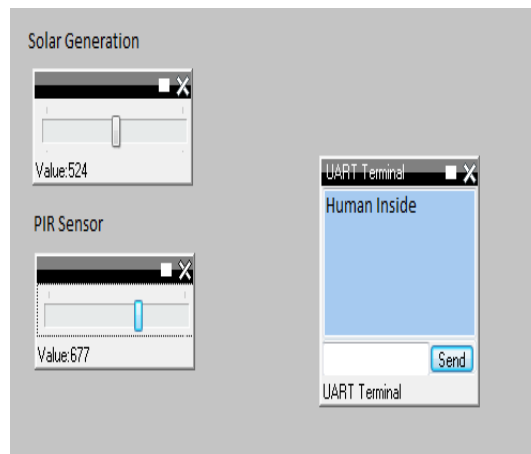 Solar Generation
Value:524
PIR Sensor
Value:677
UART Terminal
Human Inside
Send
UART Terminal